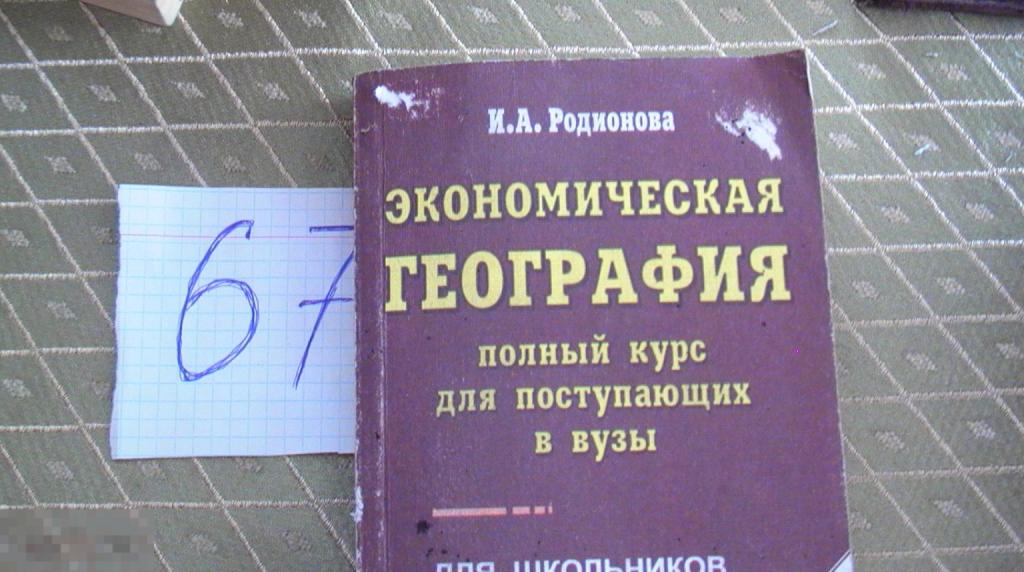 И.А. Родионова
ЭКОНОМИЧЕСКАЯ
ГЕОГРАФИЯ
полный курс
для поступающих
в вузы
ДЛЯ ШКОЛЬНИКОВ
67